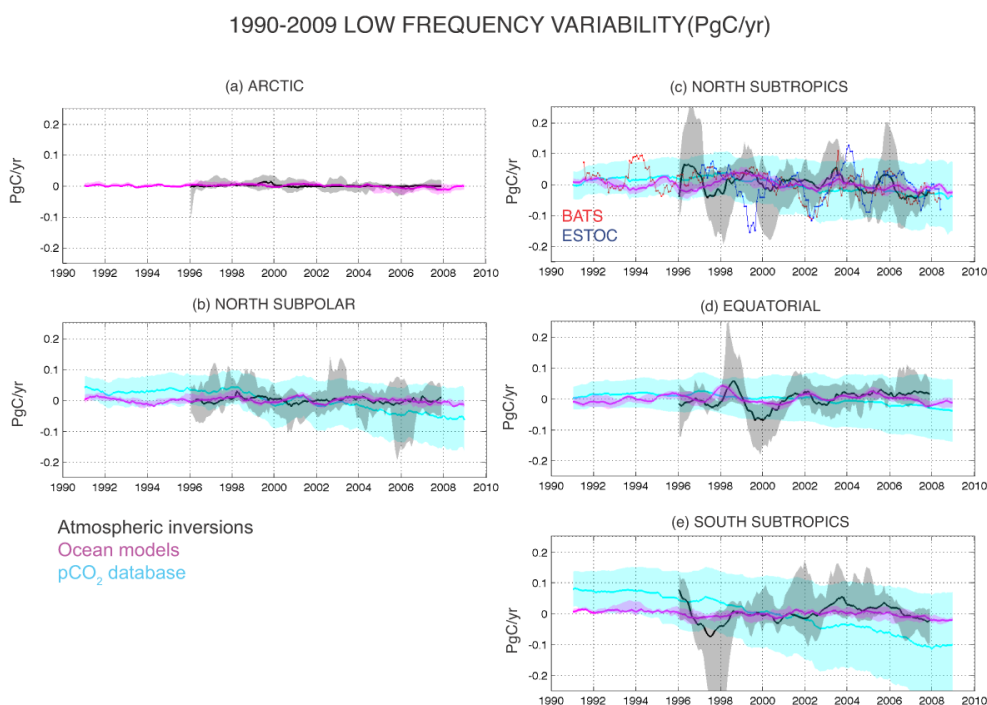 1990-2009 LOW FREQUENCY VARIABILITY(PgC/yr)
(a) ARCTIC
PgC/yr
0.2
0.1
0
-0.1
-0.2
1990 1992 1994 1996 1998 2000 2002 2004 2006 2008 2010
(c) NORTH SUBTROPICS
PgC/yr
0.2
0.1
0
-0.1
-0.2
BATS
ESTOC
1990 1992 1994 1996 1998 2000 2002 2004 2006 2008 2010
(b) NORTH SUBPOLAR
PgC/yr
0.2
0.1
0
-0.1
-0.2
1990 1992 1994 1996 1998 2000 2002 2004 2006 2008 2010
(d) EQUATORIAL
PgC/yr
0.2
0.1
0
-0.1
-0.2
1990 1992 1994 1996 1998 2000 2002 2004 2006 2008 2010
Atmospheric inversions
Ocean models
pCO₂ database
(e) SOUTH SUBTROPICS
PgC/yr
0.2
0.1
0
-0.1
-0.2
1990 1992 1994 1996 1998 2000 2002 2004 2006 2008 2010